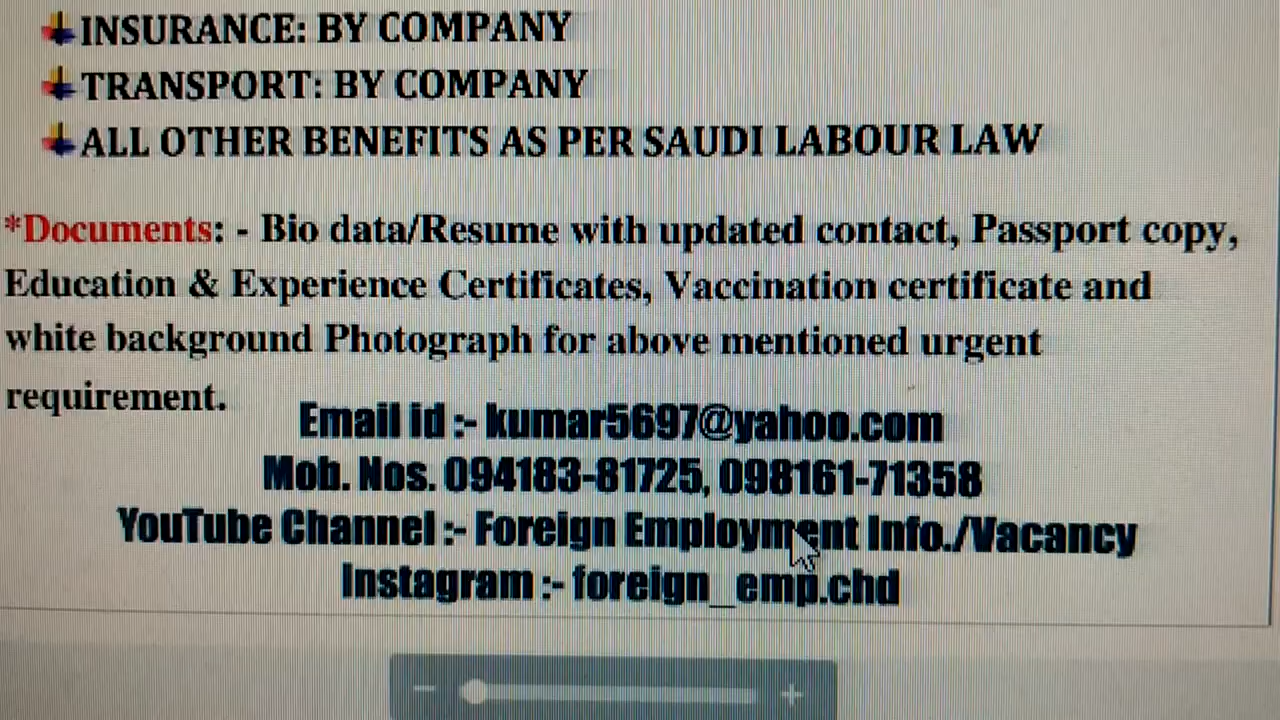 INSURANCE: BY COMPANY
TRANSPORT: BY COMPANY
ALL OTHER BENEFITS AS PER SAUDI LABOUR LAW
*Documents: - Bio data/Resume with updated contact, Passport copy,
Education & Experience Certificates, Vaccination certificate and
white background Photograph for above mentioned urgent
requirement.
Email id :- kumar5697@yahoo.com
Mob. Nos. 094183-81725, 098161-71358
YouTube Channel :- Foreign Employment Info./Vacancy
Instagram :- foreign_emp.chd